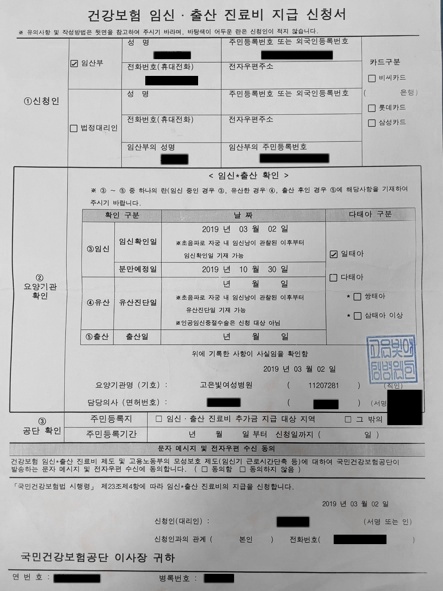 건강보험 임신 · 출산 진료비 지급 신청서
※ 유의사항 및 작성방법은 뒷면을 참고하여 주시기 바라며, 바탕색이 어두운 란은 신청인이 적지 않습니다.
①신청인
☑ 임산부
성 명
주민등록번호 또는 외국인등록번호
전화번호(휴대전화)
전자우편주소
☐ 법정대리인
성 명
주민등록번호 또는 외국인등록번호
전화번호(휴대전화)
전자우편주소
임산부의 성명
임산부의 주민등록번호
카드구분
☐ 비씨카드
( 은행)
☐ 롯데카드
☐ 삼성카드
②
요양기관
확인
< 임신•출산 확인 >
※ ③ ~ ⑤ 중 하나의 란(임신 중인 경우 ③, 유산한 경우 ④, 출산 후인 경우 ⑤)에 해당사항을 기재하여
주시기 바랍니다.
확인 구분
날 짜
다태아 구분
③임신
임신확인일
2019 년 03 월 02 일
※초음파로 자궁 내 임신낭이 관찰된 이후부터
임신확인일 기재 가능
분만예정일
2019 년 10 월 30 일
④유산
유산진단일
년 월 일
※초음파로 자궁 내 임신낭이 관찰된 이후부터
유산진단일 기재 가능
※인공임신중절수술은 신청 대상 아님
⑤출산
출산일
년 월 일
☑ 일태아
☐ 다태아
• ☐ 쌍태아
• ☐ 삼태아 이상
위에 기록한 사항이 사실임을 확인함
2019 년 03 월 02 일
요양기관명 (기호) : 고은빛여성병원 ( 11207281 ) (직인)
담당의사 (면허번호) : ( ) (서명
③
공단 확인
주민등록지
☐ 임신 · 출산 진료비 추가금 지급 대상 지역
☐ 그 밖의
주민등록기간
년 월 일 부터 신청일까지 ( 일 )
문자 메시지 및 전자우편 수신 동의
건강보험 임신•출산 진료비 제도 및 고용노동부의 모성보호 제도(임신기 근로시간단축 등)에 대하여 국민건강보험공단이
발송하는 문자 메시지 및 전자우편 수신에 동의합니다. ( ☐ 동의함 ☐ 동의하지 않음 )
「국민건강보험법 시행령」 제23조제4항에 따라 임신•출산 진료비의 지급을 신청합니다.
2019 년 03 월 02 일
신청인(대리인) : (서명 또는 인)
신청인과의 관계 ( 본인 ) 전화번호( )
국민건강보험공단 이사장 귀하
연 번 호 :
병록번호 :